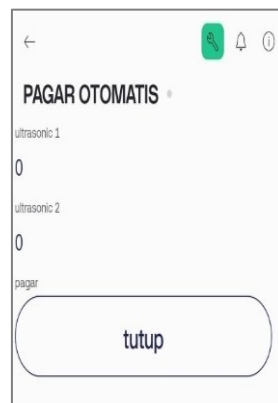 PAGAR OTOMATIS
ultrasonic 1
0
ultrasonic 2
0
pagar
tutup